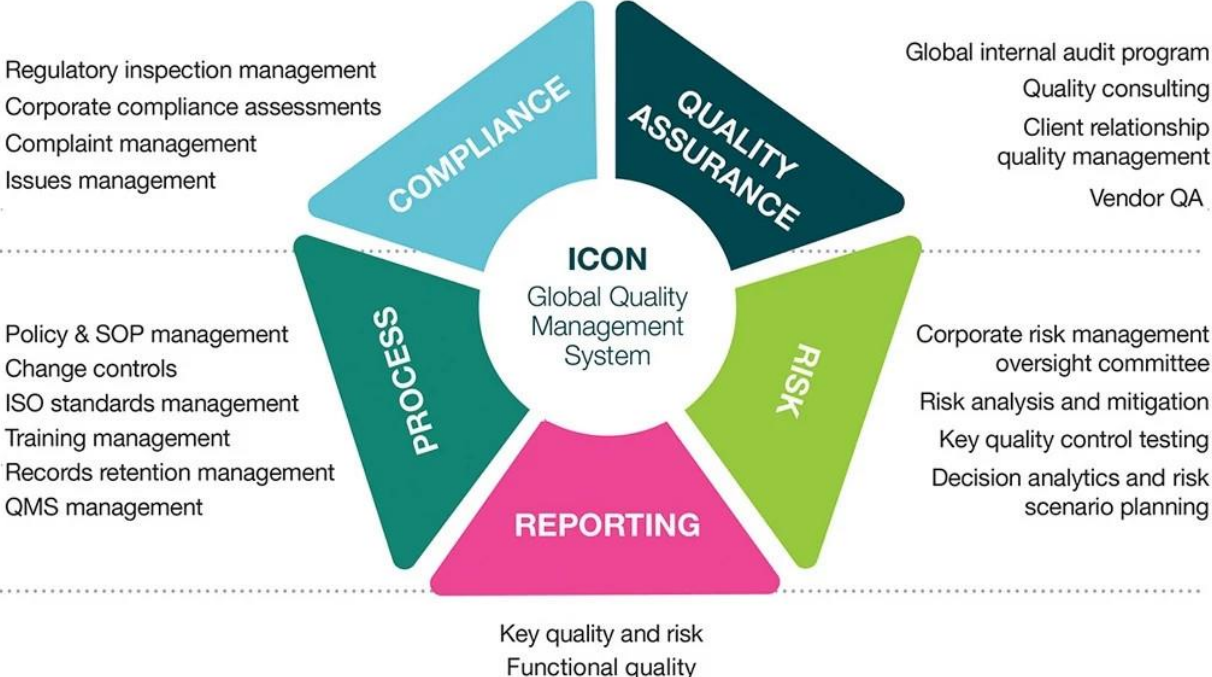 Regulatory inspection management
Corporate compliance assessments
Complaint management
Issues management
COMPLIANCE
QUALITY
ASSURANCE
Global internal audit program
Quality consulting
Client relationship
quality management
Vendor QA
ICON
Global Quality
Management
System
Policy & SOP management
Change controls
ISO standards management
Training management
Records retention management
QMS management
PROCESS
RISK
Corporate risk management
oversight committee
Risk analysis and mitigation
Key quality control testing
Decision analytics and risk
scenario planning
REPORTING
Key quality and risk
Functional quality